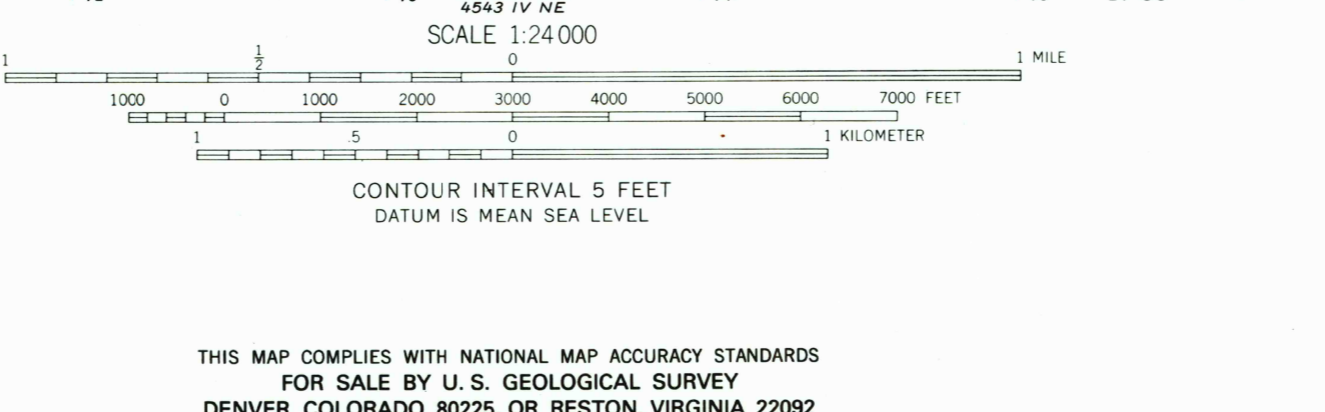 4543 IV NE
SCALE 1:24 000
1 ½ 0 1 MILE
1000 0 1000 2000 3000 4000 5000 6000 7000 FEET
1 .5 0 1 KILOMETER
CONTOUR INTERVAL 5 FEET
DATUM IS MEAN SEA LEVEL
THIS MAP COMPLIES WITH NATIONAL MAP ACCURACY STANDARDS
FOR SALE BY U. S. GEOLOGICAL SURVEY
DENVER, COLORADO 80225, OR RESTON, VIRGINIA 22092